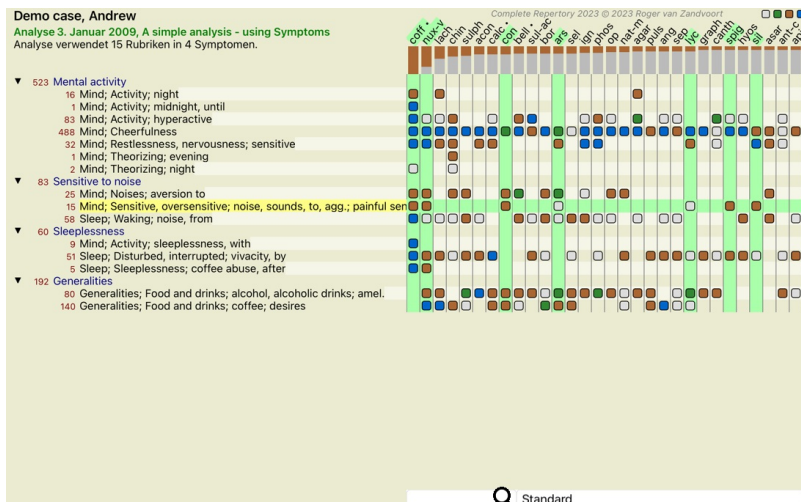 Demo case, Andrew
Complete Repertory 2023 © 2023 Roger van Zandvoort
Analyse 3. Januar 2009, A simple analysis - using Symptoms
Analyse verwendet 15 Rubriken in 4 Symptomen.
coff • nux-v lach chin sulph acon calc • con bell • sul-ac bor ars sel ign phos op nat-m agar puls ang sep lyc graph canth spig hyos sil asar ant-c
▼ 523 Mental activity
16 Mind; Activity; night
1 Mind; Activity; midnight, until
83 Mind; Activity; hyperactive
488 Mind; Cheerfulness
32 Mind; Restlessness, nervousness; sensitive
1 Mind; Theorizing; evening
2 Mind; Theorizing; night
▼ 83 Sensitive to noise
25 Mind; Noises; aversion to
15 Mind; Sensitive, oversensitive; noise, sounds, to, agg.; painful sen
58 Sleep; Waking; noise, from
▼ 60 Sleeplessness
9 Mind; Activity; sleeplessness, with
51 Sleep; Disturbed, interrupted; vivacity, by
5 Sleep; Sleeplessness; coffee abuse, after
▼ 192 Generalities
80 Generalities; Food and drinks; alcohol, alcoholic drinks; amel.
140 Generalities; Food and drinks; coffee; desires
Standard